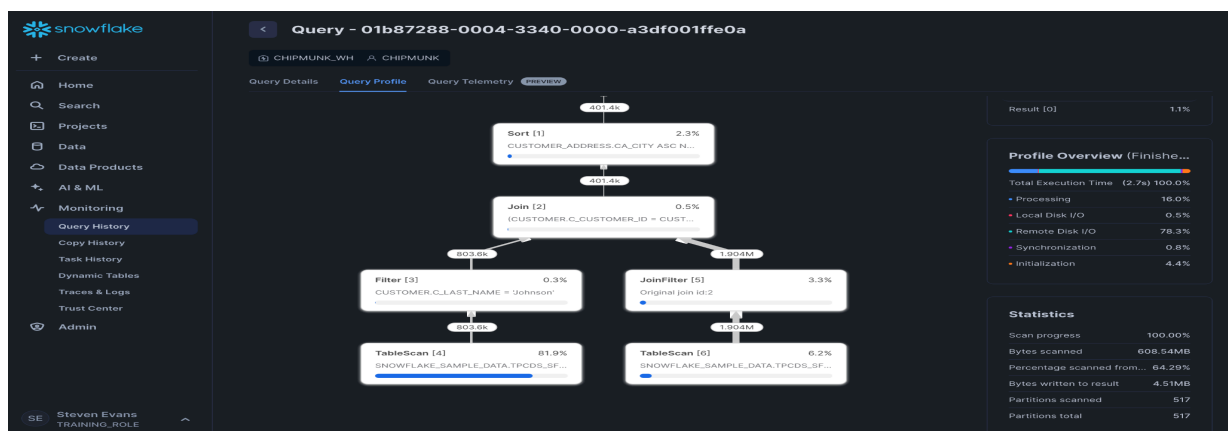 snowflake
+ Create
Home
Search
Projects
Data
Data Products
AI & ML
Monitoring
Query History
Copy History
Task History
Dynamic Tables
Traces & Logs
Trust Center
Admin
SE
Steven Evans
TRAINING_ROLE
< Query - 01b87288-0004-3340-0000-a3df001ffe0a
CHIPMUNK_WH CHIPMUNK
Query Details Query Profile Query Telemetry PREVIEW
401.4k
Sort [1] 2.3%
CUSTOMER_ADDRESS.CA_CITY ASC N...
401.4k
Join [2] 0.5%
(CUSTOMER.C_CUSTOMER_ID = CUST...
803.6k 1.904M
Filter [3] 0.3%
CUSTOMER.C_LAST_NAME = 'Johnson'
JoinFilter [5] 3.3%
Original join id:2
803.6k 1.904M
TableScan [4] 81.9%
SNOWFLAKE_SAMPLE_DATA.TPCDS_SF...
TableScan [6] 6.2%
SNOWFLAKE_SAMPLE_DATA.TPCDS_SF...
Result [0] 1.1%
Profile Overview (Finishe...
Total Execution Time (2.7s) 100.0%
Processing 16.0%
Local Disk I/O 0.5%
Remote Disk I/O 78.3%
Synchronization 0.8%
Initialization 4.4%
Statistics
Scan progress 100.00%
Bytes scanned 608.54MB
Percentage scanned from... 64.29%
Bytes written to result 4.51MB
Partitions scanned 517
Partitions total 517